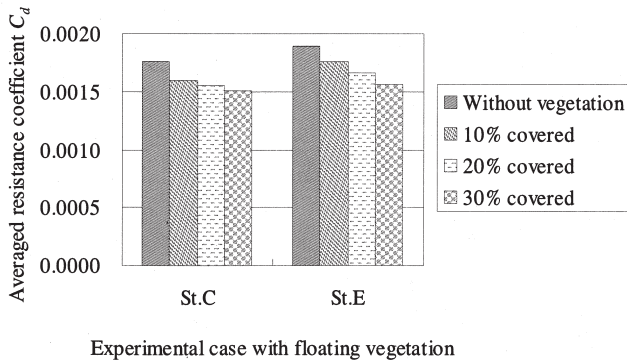 Averaged resistance coefficient C_d
0.0020
0.0015
0.0010
0.0005
0.0000
St.C
St.E
Without vegetation
10% covered
20% covered
30% covered
Experimental case with floating vegetation